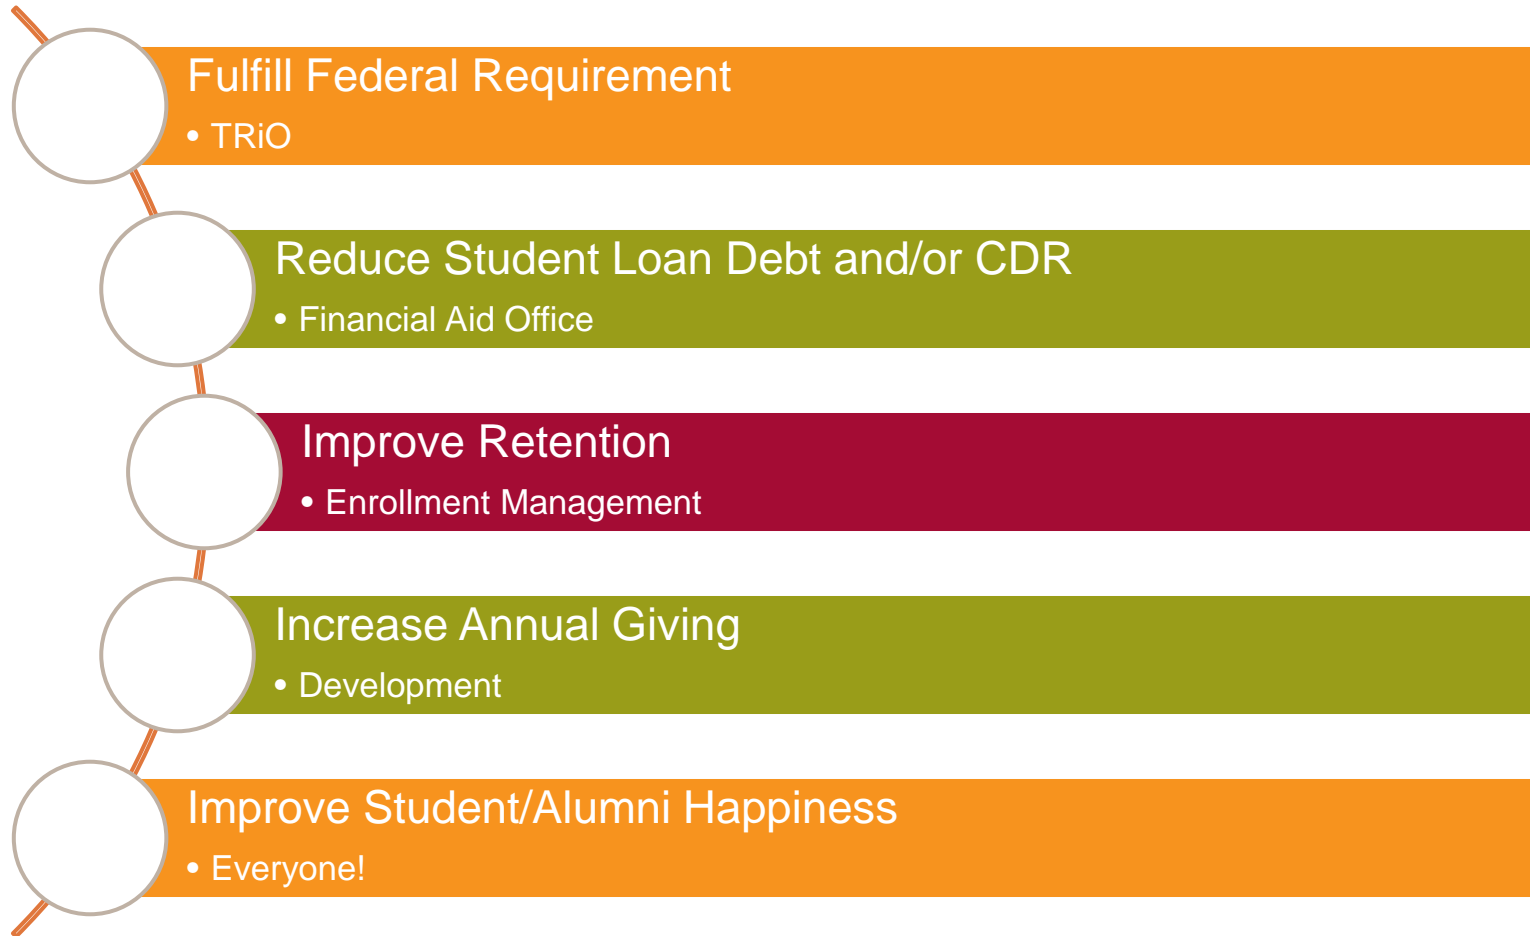 Fulfill Federal Requirement
• TRiO
Reduce Student Loan Debt and/or CDR
• Financial Aid Office
Improve Retention
• Enrollment Management
Increase Annual Giving
• Development
Improve Student/Alumni Happiness
• Everyone!